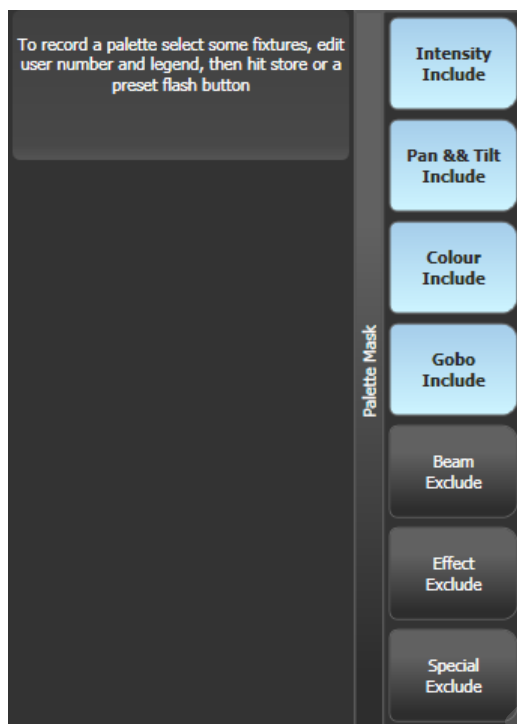 To record a palette select some fixtures, edit
user number and legend, then hit store or a
preset flash button
Palette Mask
Intensity
Include
Pan && Tilt
Include
Colour
Include
Gobo
Include
Beam
Exclude
Effect
Exclude
Special
Exclude